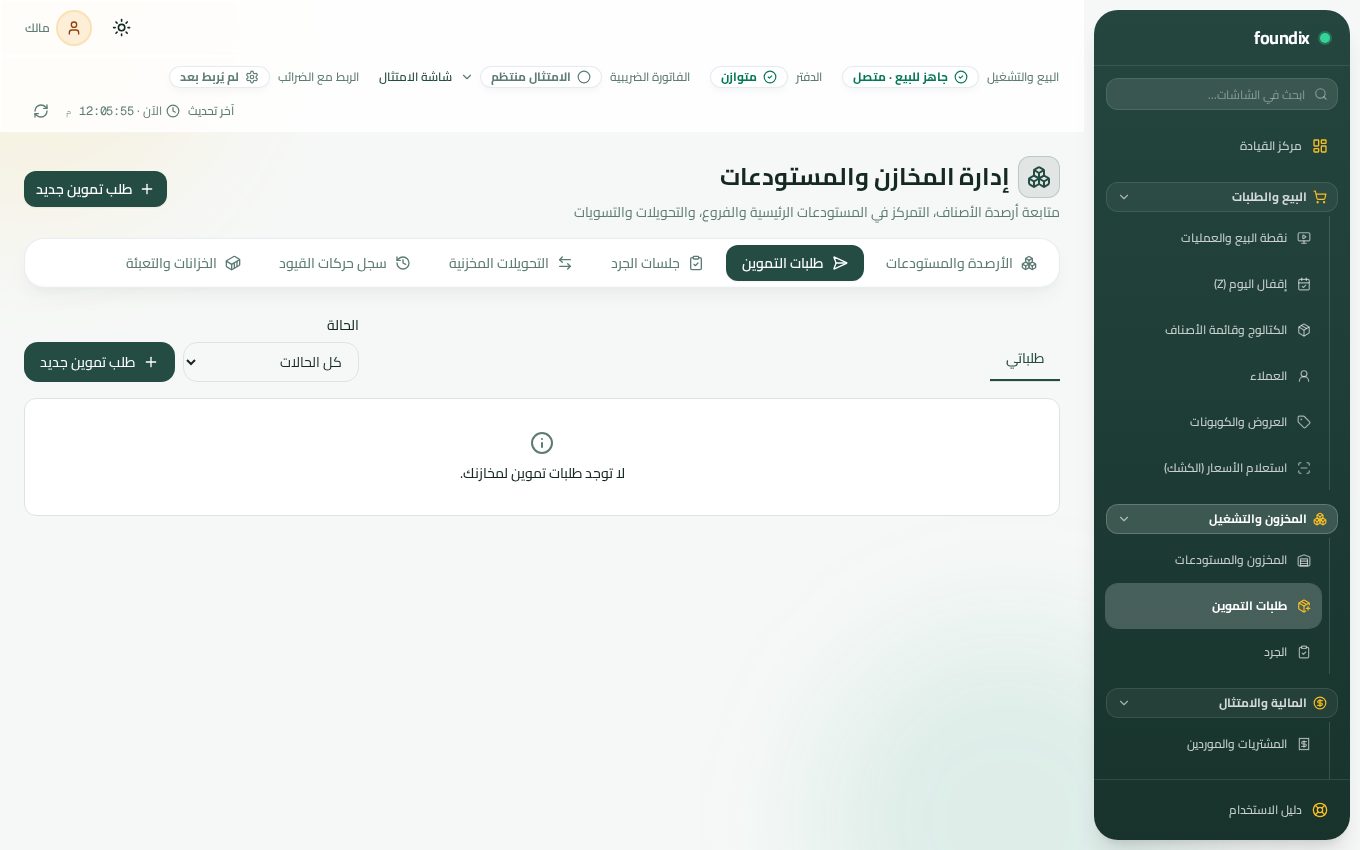 foundix
ابحث في الشاشات...
مركز القيادة
البيع والطلبات
نقطة البيع والعمليات
إقفال اليوم (Z)
الكتالوج وقائمة الأصناف
العملاء
العروض والكوبونات
استعلام الأسعار (الكشك)
المخزون والتشغيل
المخزون والمستودعات
طلبات التموين
الجرد
المالية والامتثال
المشتريات والموردين
دليل الاستخدام
مالك
البيع والتشغيل جاهز للبيع · متصل الدفتر متوازن الفاتورة الضريبية الامتثال منتظم شاشة الامتثال الربط مع الضرائب لم يُربط بعد
آخر تحديث الآن · 12:05:55 م
إدارة المخازن والمستودعات
متابعة أرصدة الأصناف، التمركز في المستودعات الرئيسية والفروع، والتحويلات والتسويات
طلب تموين جديد
الأرصدة والمستودعات طلبات التموين جلسات الجرد التحويلات المخزنية سجل حركات القيود الخزانات والتعبئة
طلباتي
الحالة
كل الحالات
طلب تموين جديد
لا توجد طلبات تموين لمخازنك.